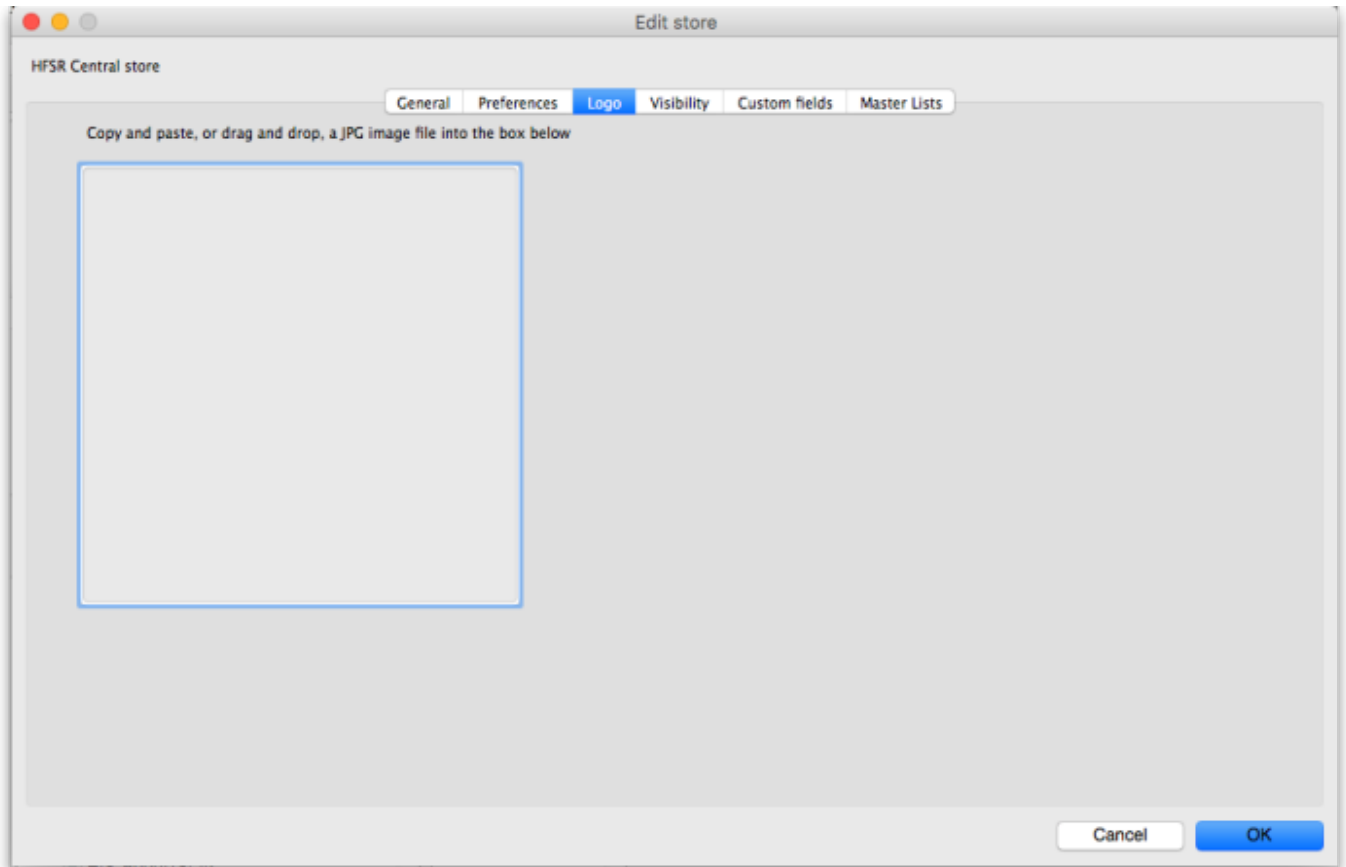 Edit store
HFSR Central store
General Preferences Logo Visibility Custom fields Master Lists
Copy and paste, or drag and drop, a JPG image file into the box below
Cancel OK